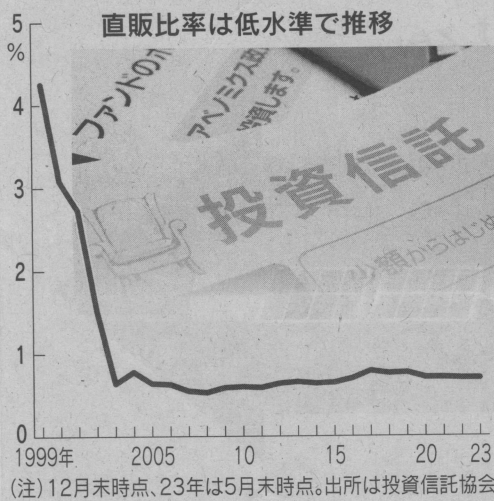 直販比率は低水準で推移
5
%
4
3
2
1
0
1999年 2005 10 15 20 23
ファンドのポ
アベノミクス改
投資します。
投資信託
小額からはじめ
(注)12月末時点、23年は5月末時点。出所は投資信託協会